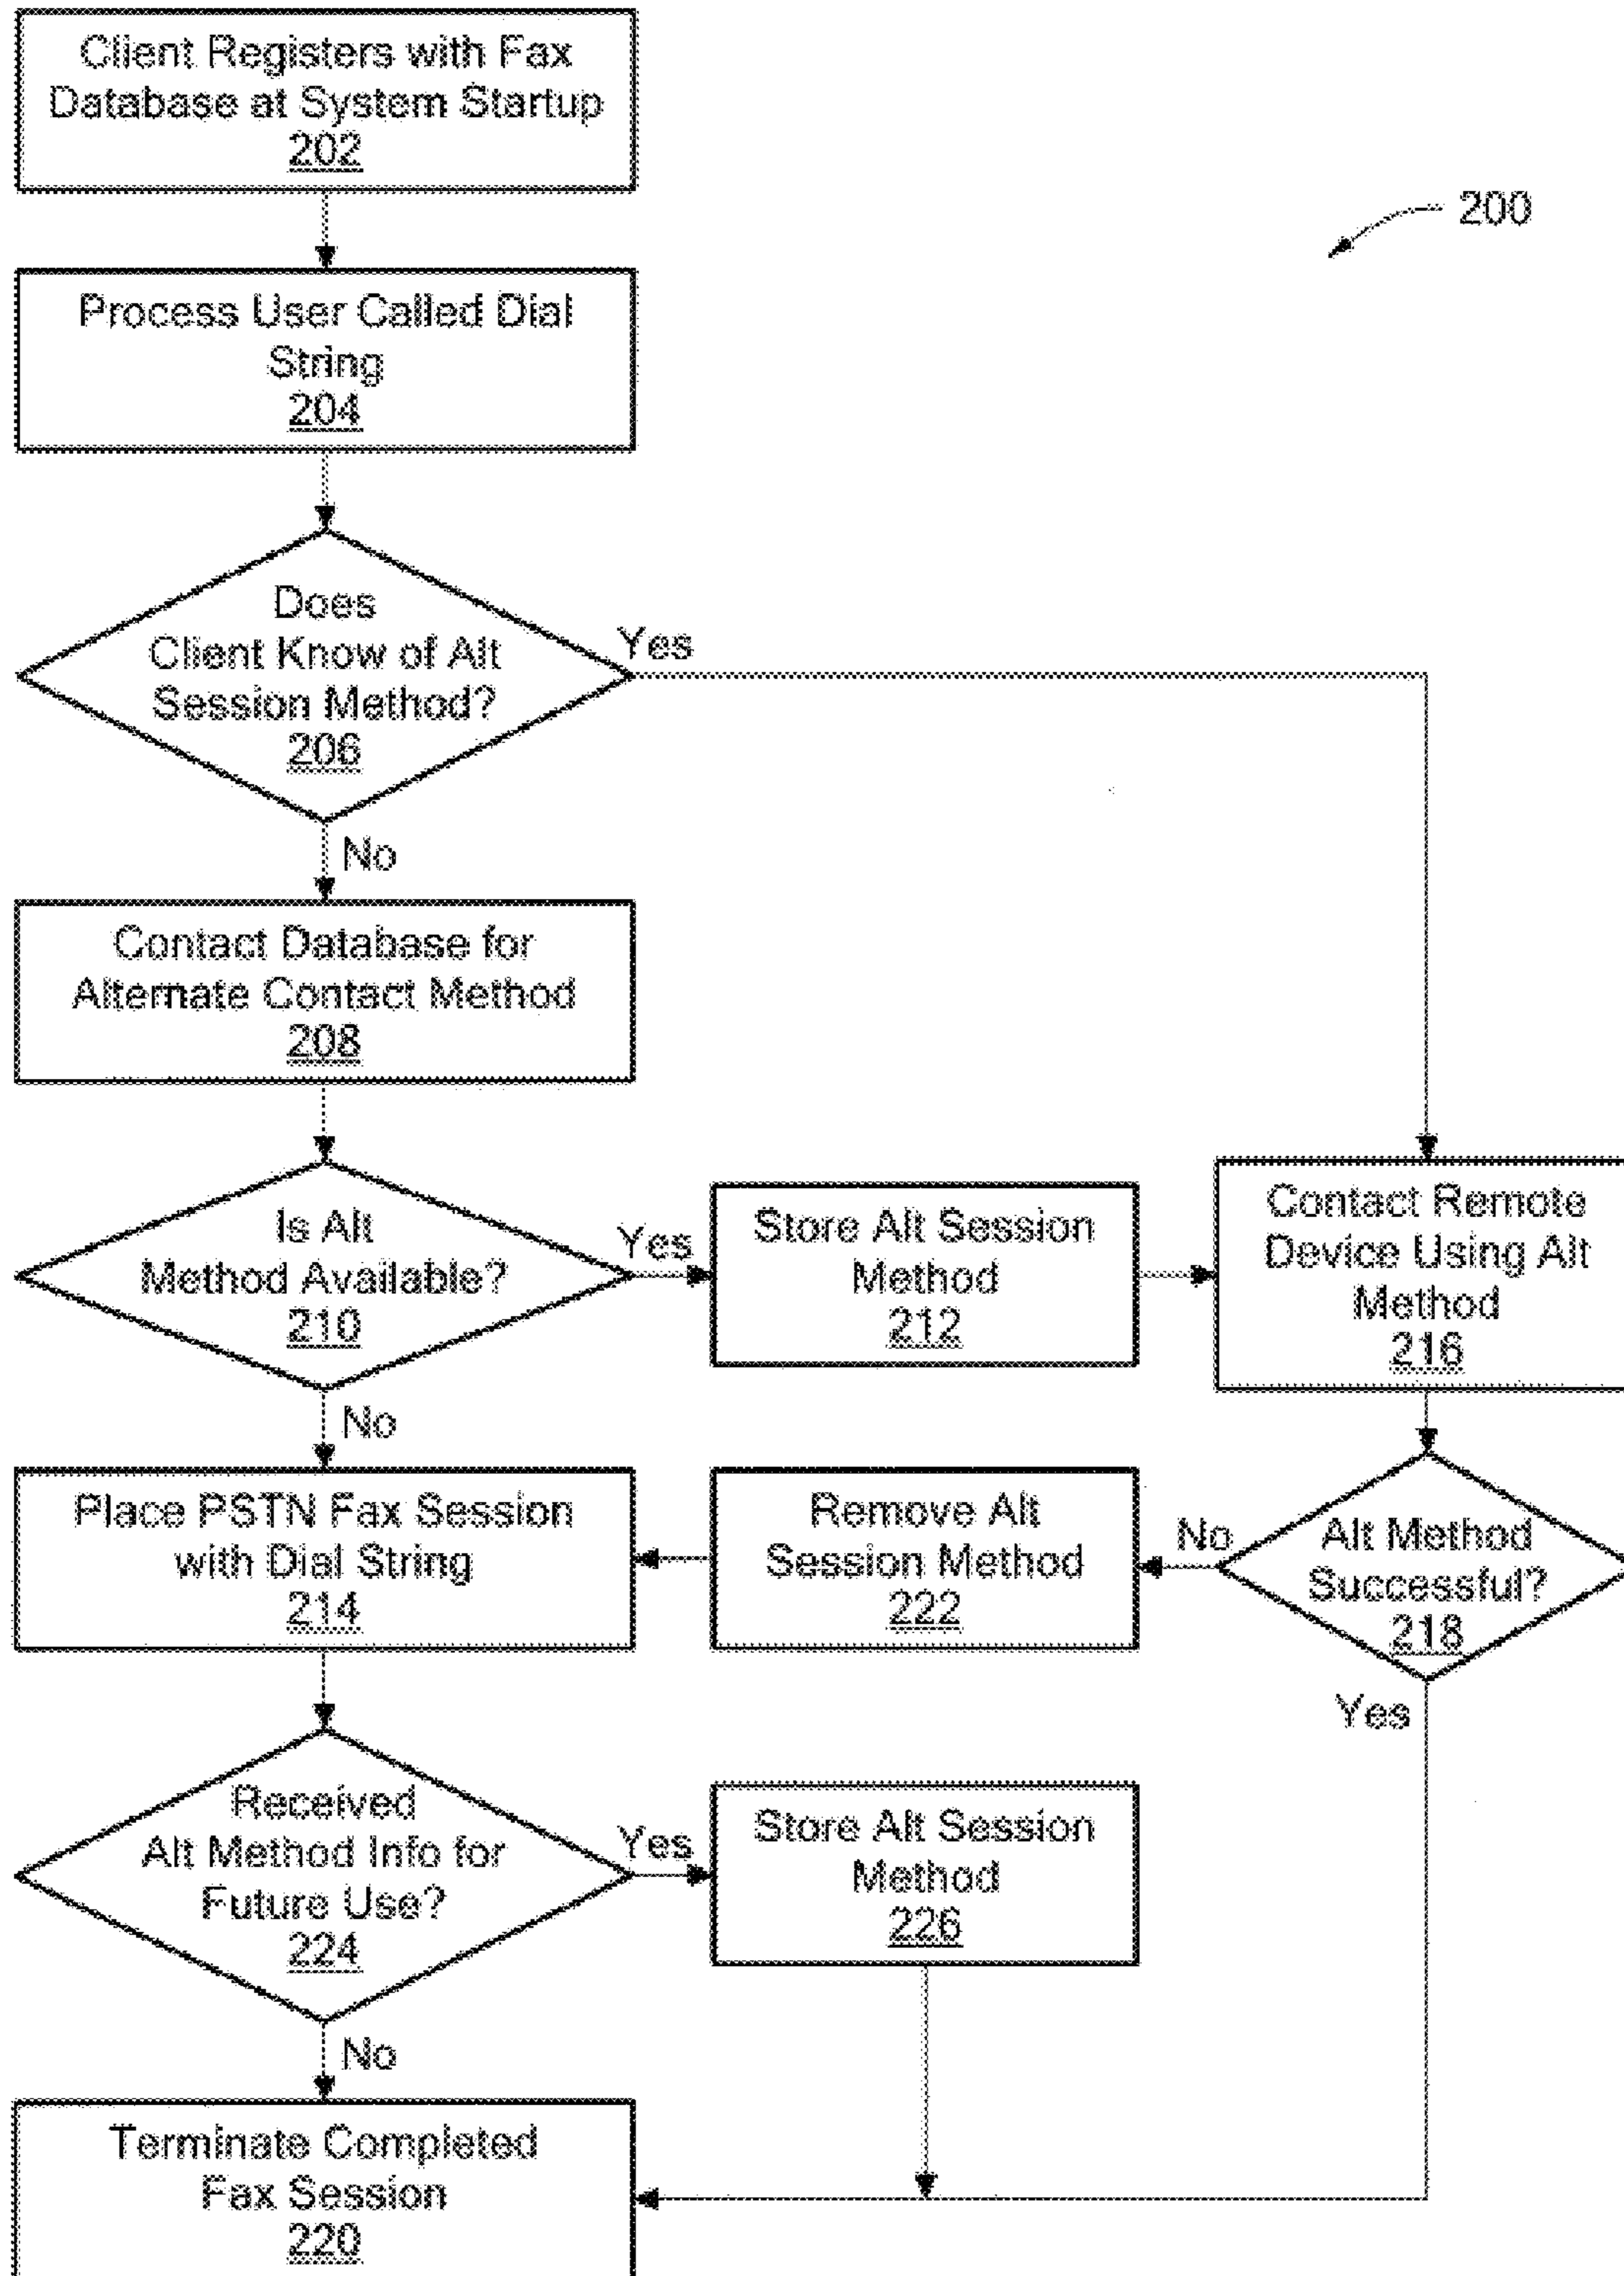 Client Registers with Fax
Database at System Startup
202
200
Process User Called Dial
String
204
Does
Client Know of Alt
Session Method?
206
Yes
No
Contact Database for
Alternate Contact Method
208
Is Alt
Method Available?
210
Yes
Store Alt Session
Method
212
Contact Remote
Device Using Alt
Method
216
No
Place PSTN Fax Session
with Dial String
214
Remove Alt
Session Method
222
No
Alt Method
Successful?
218
Yes
Received
Alt Method Info for
Future Use?
224
Yes
Store Alt Session
Method
226
No
Terminate Completed
Fax Session
220